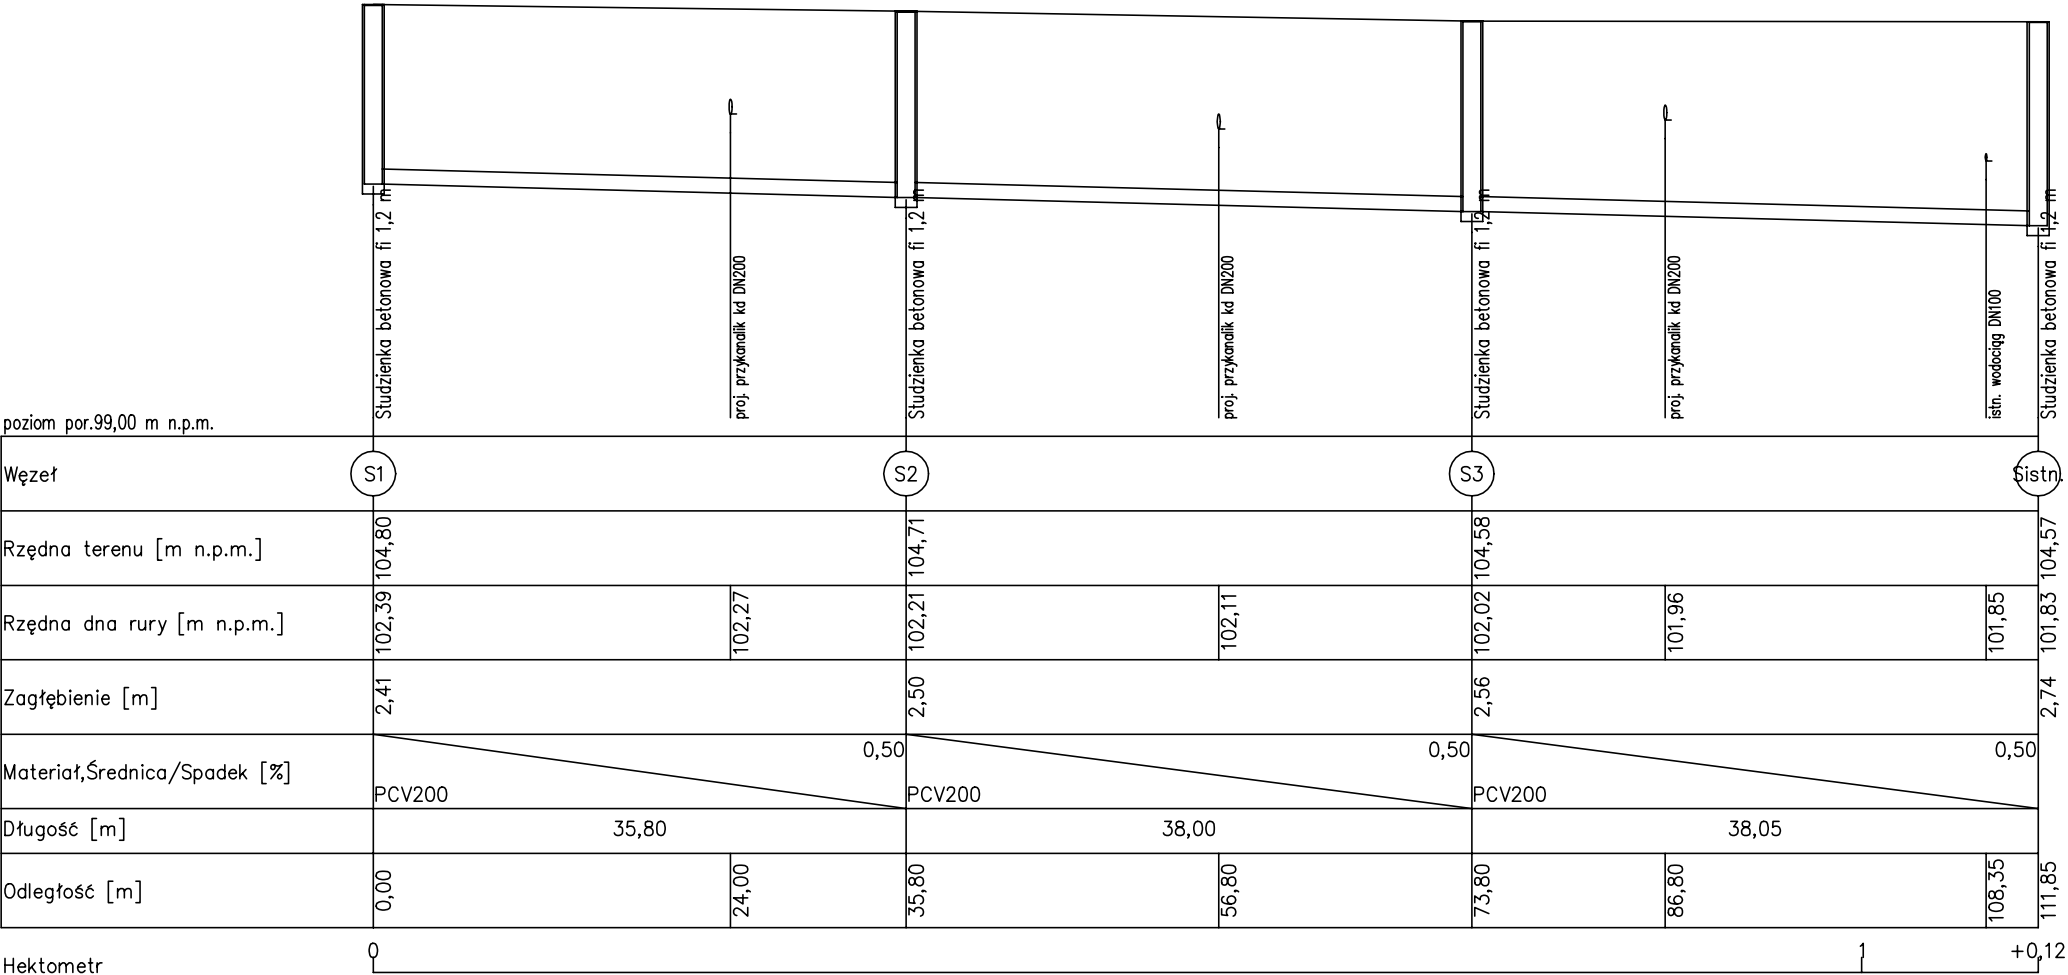 Studzienka betonowa fi 1,2 m
proj. przykanalik kd DN200
Studzienka betonowa fi 1,2 m
proj. przykanalik kd DN200
Studzienka betonowa fi 1,2 m
proj. przykanalik kd DN200
istn. wodociąg DN100
Studzienka betonowa fi 1,2 m
poziom por.99,00 m n.p.m.
Węzeł S1 S2 S3 Sistn.
Rzędna terenu [m n.p.m.] 104,80 104,71 104,58 104,57
Rzędna dna rury [m n.p.m.] 102,39 102,27 102,21 102,11 102,02 101,96 101,85 101,83
Zagłębienie [m] 2,41 2,50 2,56 2,74
0,50 0,50 0,50
Materiał,Średnica/Spadek [%]
PCV200 PCV200 PCV200
Długość [m] 35,80 38,00 38,05
Odległość [m] 0,00 24,00 35,80 56,80 73,80 86,80 108,35 111,85
Hektometr 0 1 +0,12